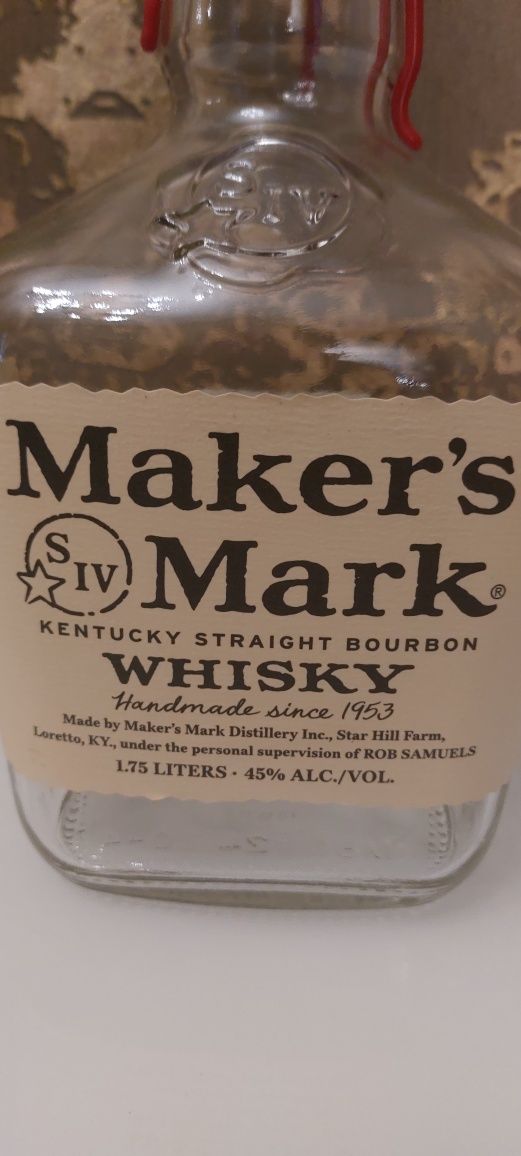 S IV
Maker's
S IV
Mark®
KENTUCKY STRAIGHT BOURBON
WHISKY
Handmade since 1953
Made by Maker's Mark Distillery Inc., Star Hill Farm,
Loretto, KY., under the personal supervision of ROB SAMUELS
1.75 LITERS · 45% ALC./VOL.